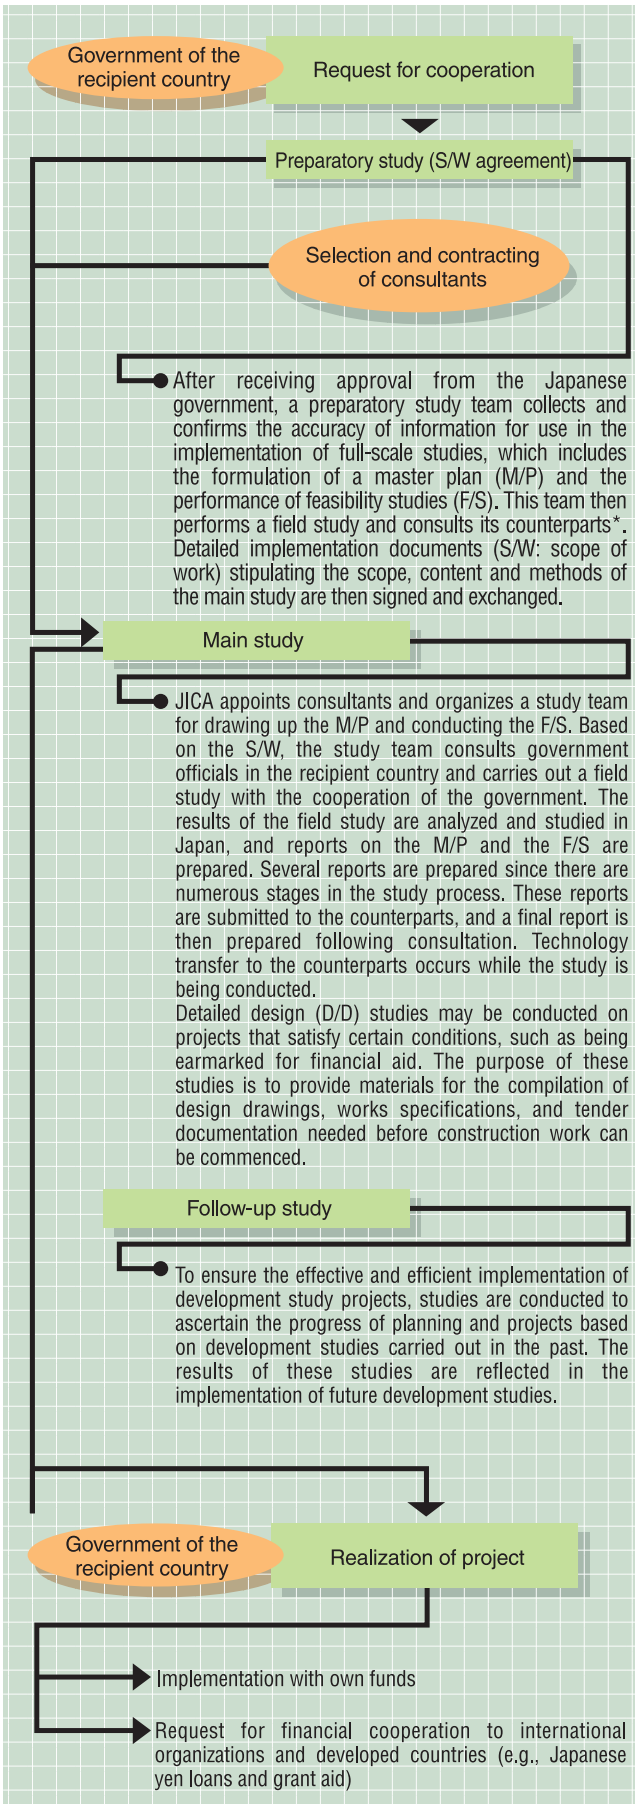 Government of the
recipient country
Request for cooperation
Preparatory study (S/W agreement)
Selection and contracting
of consultants
After receiving approval from the Japanese
government, a preparatory study team collects and
confirms the accuracy of information for use in the
implementation of full-scale studies, which includes
the formulation of a master plan (M/P) and the
performance of feasibility studies (F/S). This team then
performs a field study and consults its counterparts*.
Detailed implementation documents (S/W: scope of
work) stipulating the scope, content and methods of
the main study are then signed and exchanged.
Main study
JICA appoints consultants and organizes a study team
for drawing up the M/P and conducting the F/S. Based
on the S/W, the study team consults government
officials in the recipient country and carries out a field
study with the cooperation of the government. The
results of the field study are analyzed and studied in
Japan, and reports on the M/P and the F/S are
prepared. Several reports are prepared since there are
numerous stages in the study process. These reports
are submitted to the counterparts, and a final report is
then prepared following consultation. Technology
transfer to the counterparts occurs while the study is
being conducted.
Detailed design (D/D) studies may be conducted on
projects that satisfy certain conditions, such as being
earmarked for financial aid. The purpose of these
studies is to provide materials for the compilation of
design drawings, works specifications, and tender
documentation needed before construction work can
be commenced.
Follow-up study
To ensure the effective and efficient implementation of
development study projects, studies are conducted to
ascertain the progress of planning and projects based
on development studies carried out in the past. The
results of these studies are reflected in the
implementation of future development studies.
Government of the
recipient country
Realization of project
Implementation with own funds
Request for financial cooperation to international
organizations and developed countries (e.g., Japanese
yen loans and grant aid)